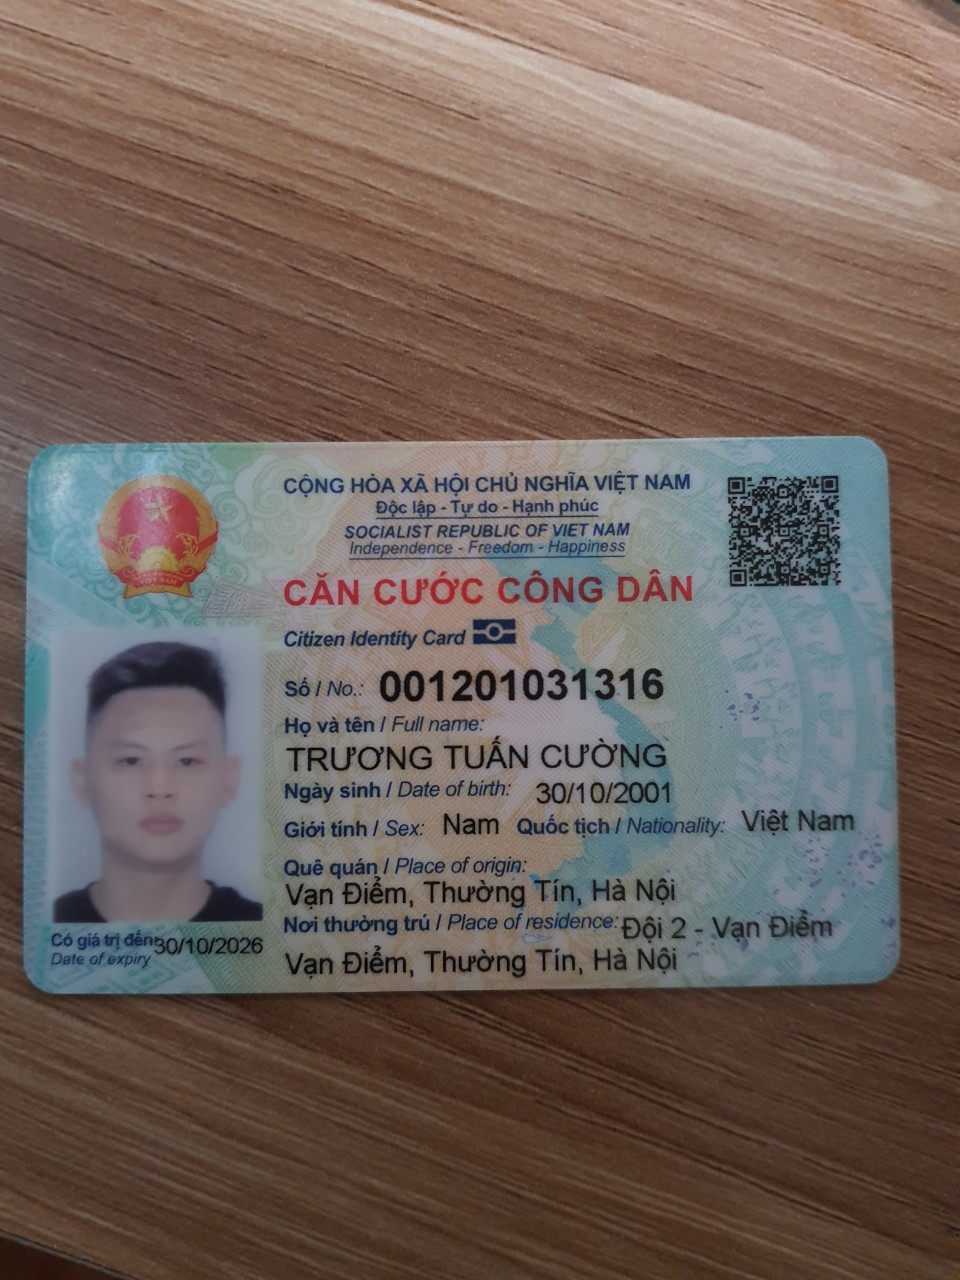 CỘNG HÒA XÃ HỘI CHỦ NGHĨA VIỆT NAM
Độc lập - Tự do - Hạnh phúc
SOCIALIST REPUBLIC OF VIET NAM
Independence - Freedom - Happiness
CĂN CƯỚC CÔNG DÂN
Citizen Identity Card
Số / No.: 001201031316
Họ và tên / Full name:
TRƯƠNG TUẤN CƯỜNG
Ngày sinh / Date of birth: 30/10/2001
Giới tính / Sex: Nam Quốc tịch / Nationality: Việt Nam
Quê quán / Place of origin:
Vạn Điểm, Thường Tín, Hà Nội
Nơi thường trú / Place of residence: Đội 2 - Vạn Điểm
Vạn Điểm, Thường Tín, Hà Nội
Có giá trị đến: 30/10/2026
Date of expiry
VIỆT NAM